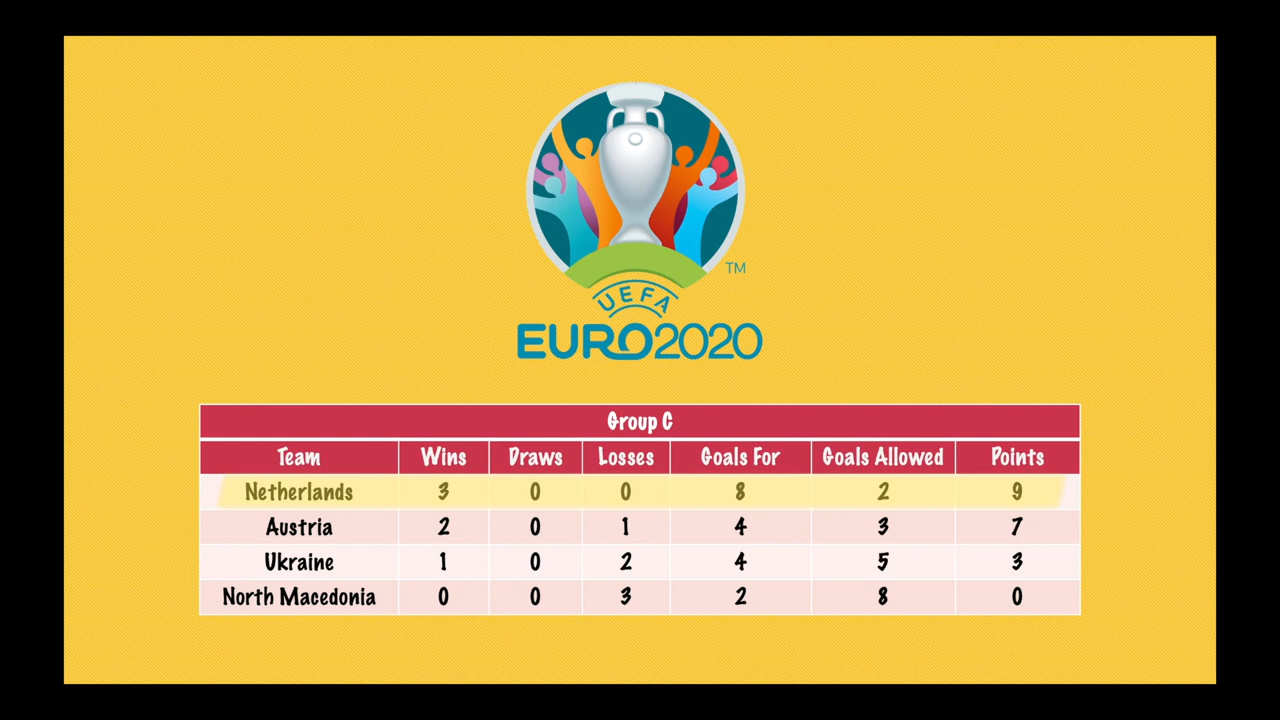 TM
UEFA
EURO2020
Group C
Team Wins Draws Losses Goals For Goals Allowed Points
Netherlands 3 0 0 8 2 9
Austria 2 0 1 4 3 7
Ukraine 1 0 2 4 5 3
North Macedonia 0 0 3 2 8 0